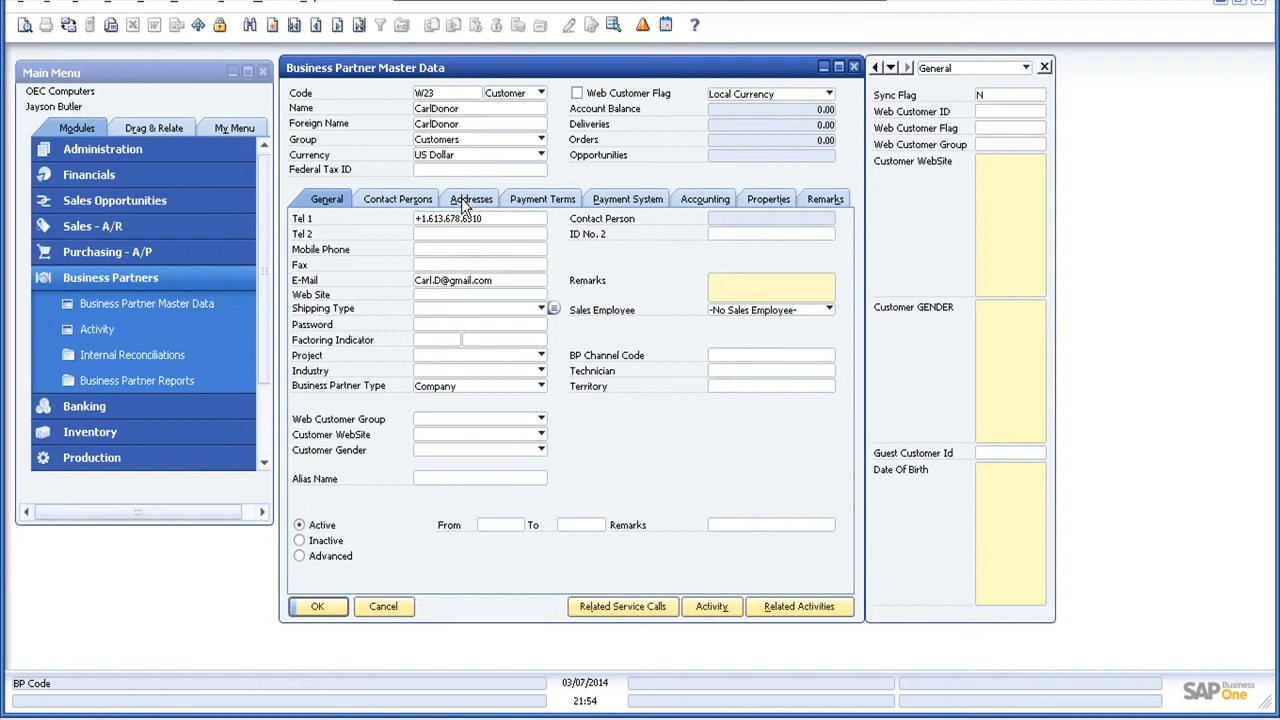 Main Menu
OEC Computers
Jayson Butler
Modules Drag & Relate My Menu
Administration
Financials
Sales Opportunities
Sales - A/R
Purchasing - A/P
Business Partners
Business Partner Master Data
Activity
Internal Reconciliations
Business Partner Reports
Banking
Inventory
Production
Business Partner Master Data
Code W23 Customer Web Customer Flag Local Currency
Name CarlDonor Account Balance 0.00
Foreign Name CarlDonor Deliveries 0.00
Group Customers Orders 0.00
Currency US Dollar Opportunities
Federal Tax ID
General Contact Persons Addresses Payment Terms Payment System Accounting Properties Remarks
Tel 1 +1.613.678.6310 Contact Person
Tel 2 ID No. 2
Mobile Phone
Fax
E-Mail Carl.D@gmail.com Remarks
Web Site
Shipping Type Sales Employee -No Sales Employee-
Password
Factoring Indicator
Project BP Channel Code
Industry Technician
Business Partner Type Company Territory
Web Customer Group
Customer WebSite
Customer Gender
Alias Name
Active From To Remarks
Inactive
Advanced
OK Cancel Related Service Calls Activity Related Activities
General
Sync Flag N
Web Customer ID
Web Customer Flag
Web Customer Group
Customer WebSite
Customer GENDER
Guest Customer Id
Date Of Birth
BP Code 03/07/2014
21:54
SAP Business One